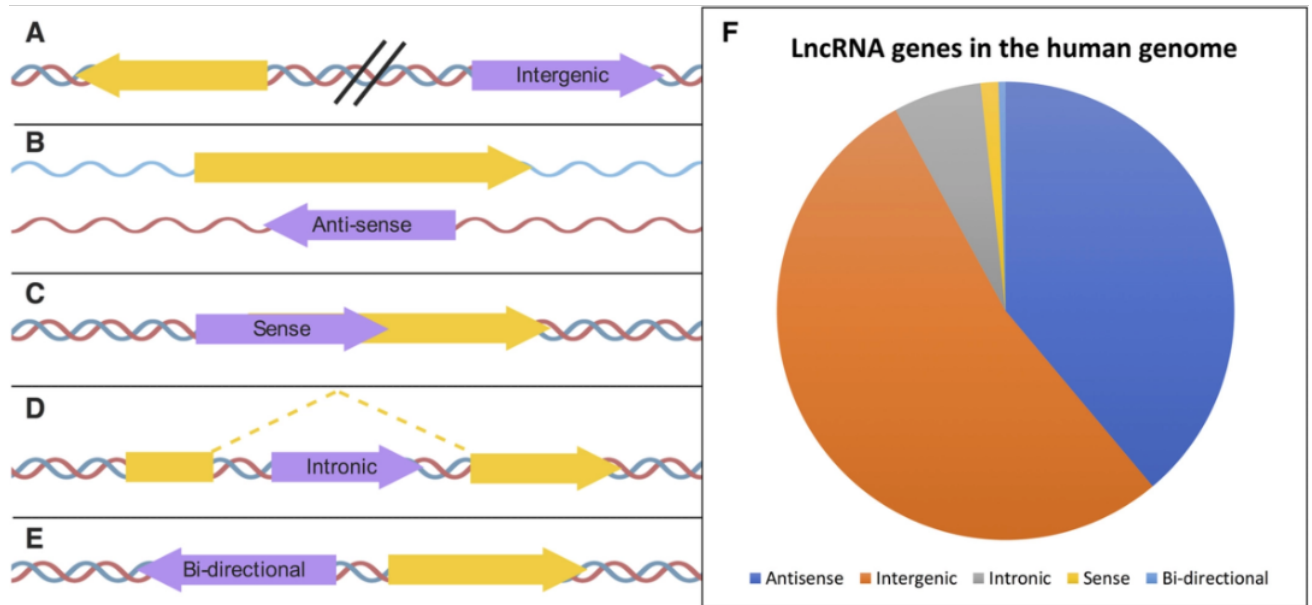 A
Intergenic
B
Anti-sense
C
Sense
D
Intronic
E
Bi-directional
F
LncRNA genes in the human genome
Antisense Intergenic Intronic Sense Bi-directional